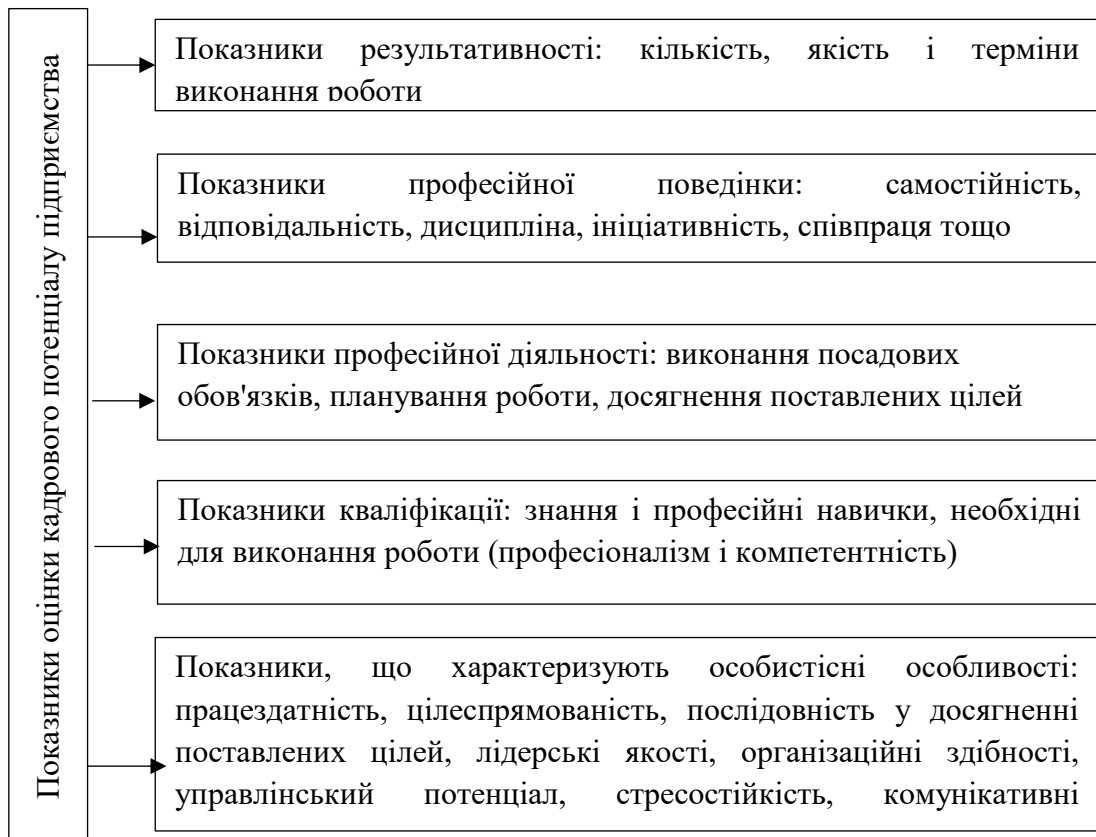 Показники оцінки кадрового потенціалу підприємства
Показники результативності: кількість, якість і терміни
виконання роботи
Показники професійної поведінки: самостійність,
відповідальність, дисципліна, ініціативність, співпраця тощо
Показники професійної діяльності: виконання посадових
обов'язків, планування роботи, досягнення поставлених цілей
Показники кваліфікації: знання і професійні навички, необхідні
для виконання роботи (професіоналізм і компетентність)
Показники, що характеризують особистісні особливості:
працездатність, цілеспрямованість, послідовність у досягненні
поставлених цілей, лідерські якості, організаційні здібності,
управлінський потенціал, стресостійкість, комунікативні